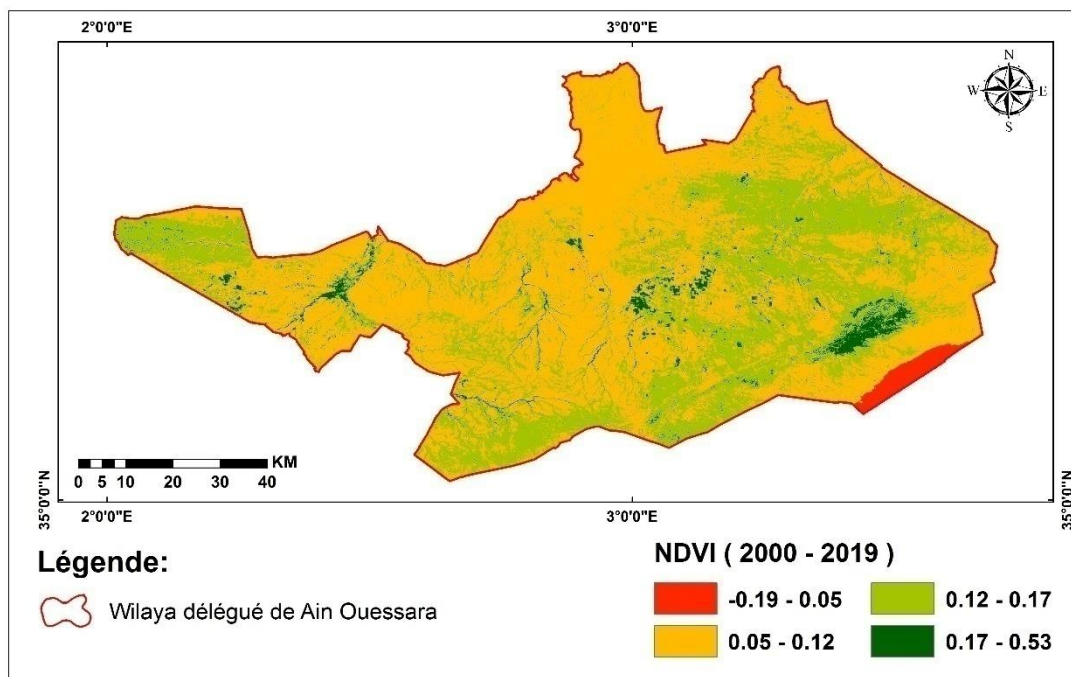 2°0'0"E 3°0'0"E
N
W E
S
KM
0 5 10 20 30 40
35°0'0"N 35°0'0"N
2°0'0"E 3°0'0"E
Légende:
Wilaya délégué de Ain Ouessara
NDVI ( 2000 - 2019 )
-0.19 - 0.05 0.12 - 0.17
0.05 - 0.12 0.17 - 0.53